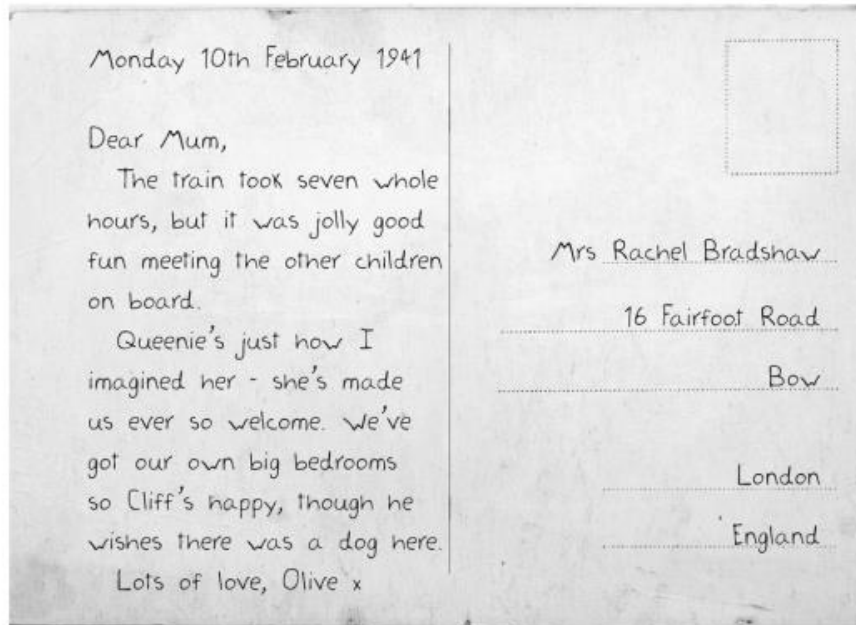 Monday 10th February 1941
Dear Mum,
The train took seven whole
hours, but it was jolly good
fun meeting the other children
on board.
Queenie's just how I
imagined her - she's made
us ever so welcome. We've
got our own big bedrooms
so Cliff's happy, though he
wishes there was a dog here.
Lots of love, Olive x
Mrs Rachel Bradshaw
16 Fairfoot Road
Bow
London
England